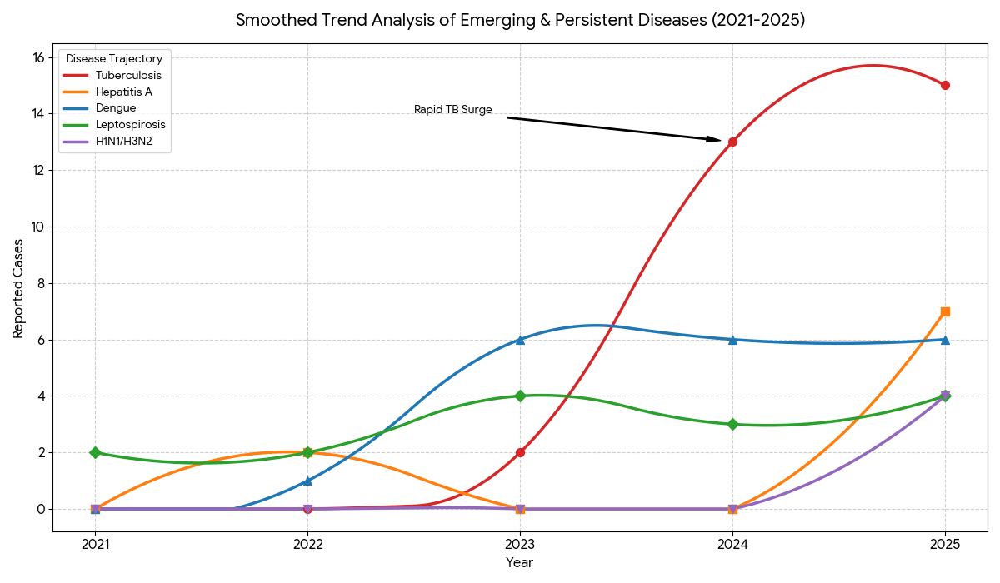 Smoothed Trend Analysis of Emerging & Persistent Diseases (2021-2025)
Disease Trajectory
Tuberculosis
Hepatitis A
Dengue
Leptospirosis
H1N1/H3N2
Rapid TB Surge
Reported Cases
16
14
12
10
8
6
4
2
0
2021 2022 2023 2024 2025
Year